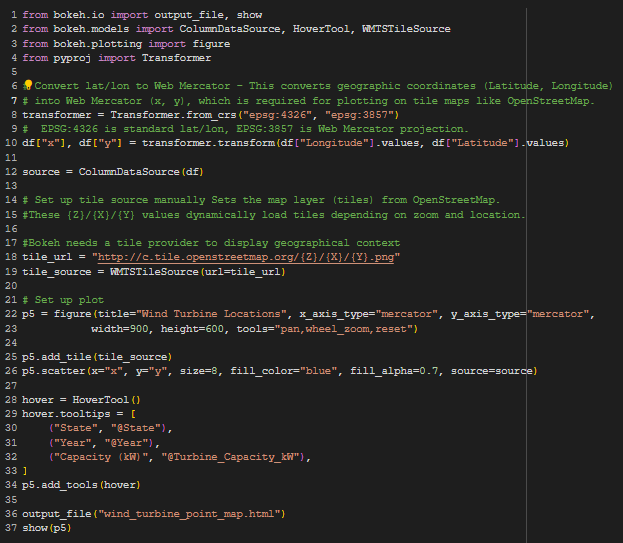 1 from bokeh.io import output_file, show
2 from bokeh.models import ColumnDataSource, HoverTool, WMTSTileSource
3 from bokeh.plotting import figure
4 from pyproj import Transformer
5
6 #Convert lat/lon to Web Mercator - This converts geographic coordinates (Latitude, Longitude)
7 # into Web Mercator (x, y), which is required for plotting on tile maps like OpenStreetMap.
8 transformer = Transformer.from_crs("epsg:4326", "epsg:3857")
9 #  EPSG:4326 is standard lat/lon, EPSG:3857 is Web Mercator projection.
10 df["x"], df["y"] = transformer.transform(df["Longitude"].values, df["Latitude"].values)
11
12 source = ColumnDataSource(df)
13
14 # Set up tile source manually Sets the map layer (tiles) from OpenStreetMap.
15 #These {Z}/{X}/{Y} values dynamically load tiles depending on zoom and location.
16
17 #Bokeh needs a tile provider to display geographical context
18 tile_url = "http://c.tile.openstreetmap.org/{Z}/{X}/{Y}.png"
19 tile_source = WMTSTileSource(url=tile_url)
20
21 # Set up plot
22 p5 = figure(title="Wind Turbine Locations", x_axis_type="mercator", y_axis_type="mercator",
23            width=900, height=600, tools="pan,wheel_zoom,reset")
24
25 p5.add_tile(tile_source)
26 p5.scatter(x="x", y="y", size=8, fill_color="blue", fill_alpha=0.7, source=source)
27
28 hover = HoverTool()
29 hover.tooltips = [
30     ("State", "@State"),
31     ("Year", "@Year"),
32     ("Capacity (kW)", "@Turbine_Capacity_kW"),
33 ]
34 p5.add_tools(hover)
35
36 output_file("wind_turbine_point_map.html")
37 show(p5)